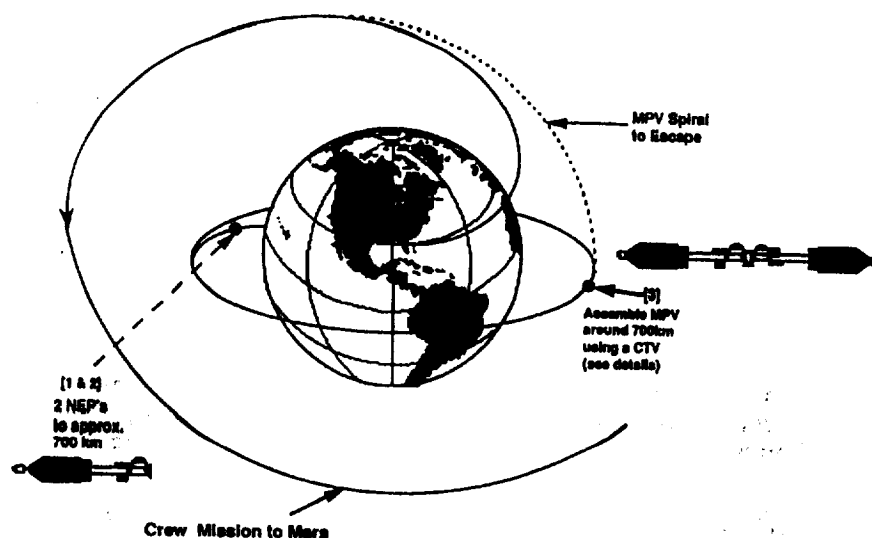 MPV Spiral
to Escape
[3]
Assemble MPV
around 700km
using a CTV
(see details)
[1 & 2]
2 NEP's
to approx.
700 km
Crew Mission to Mars